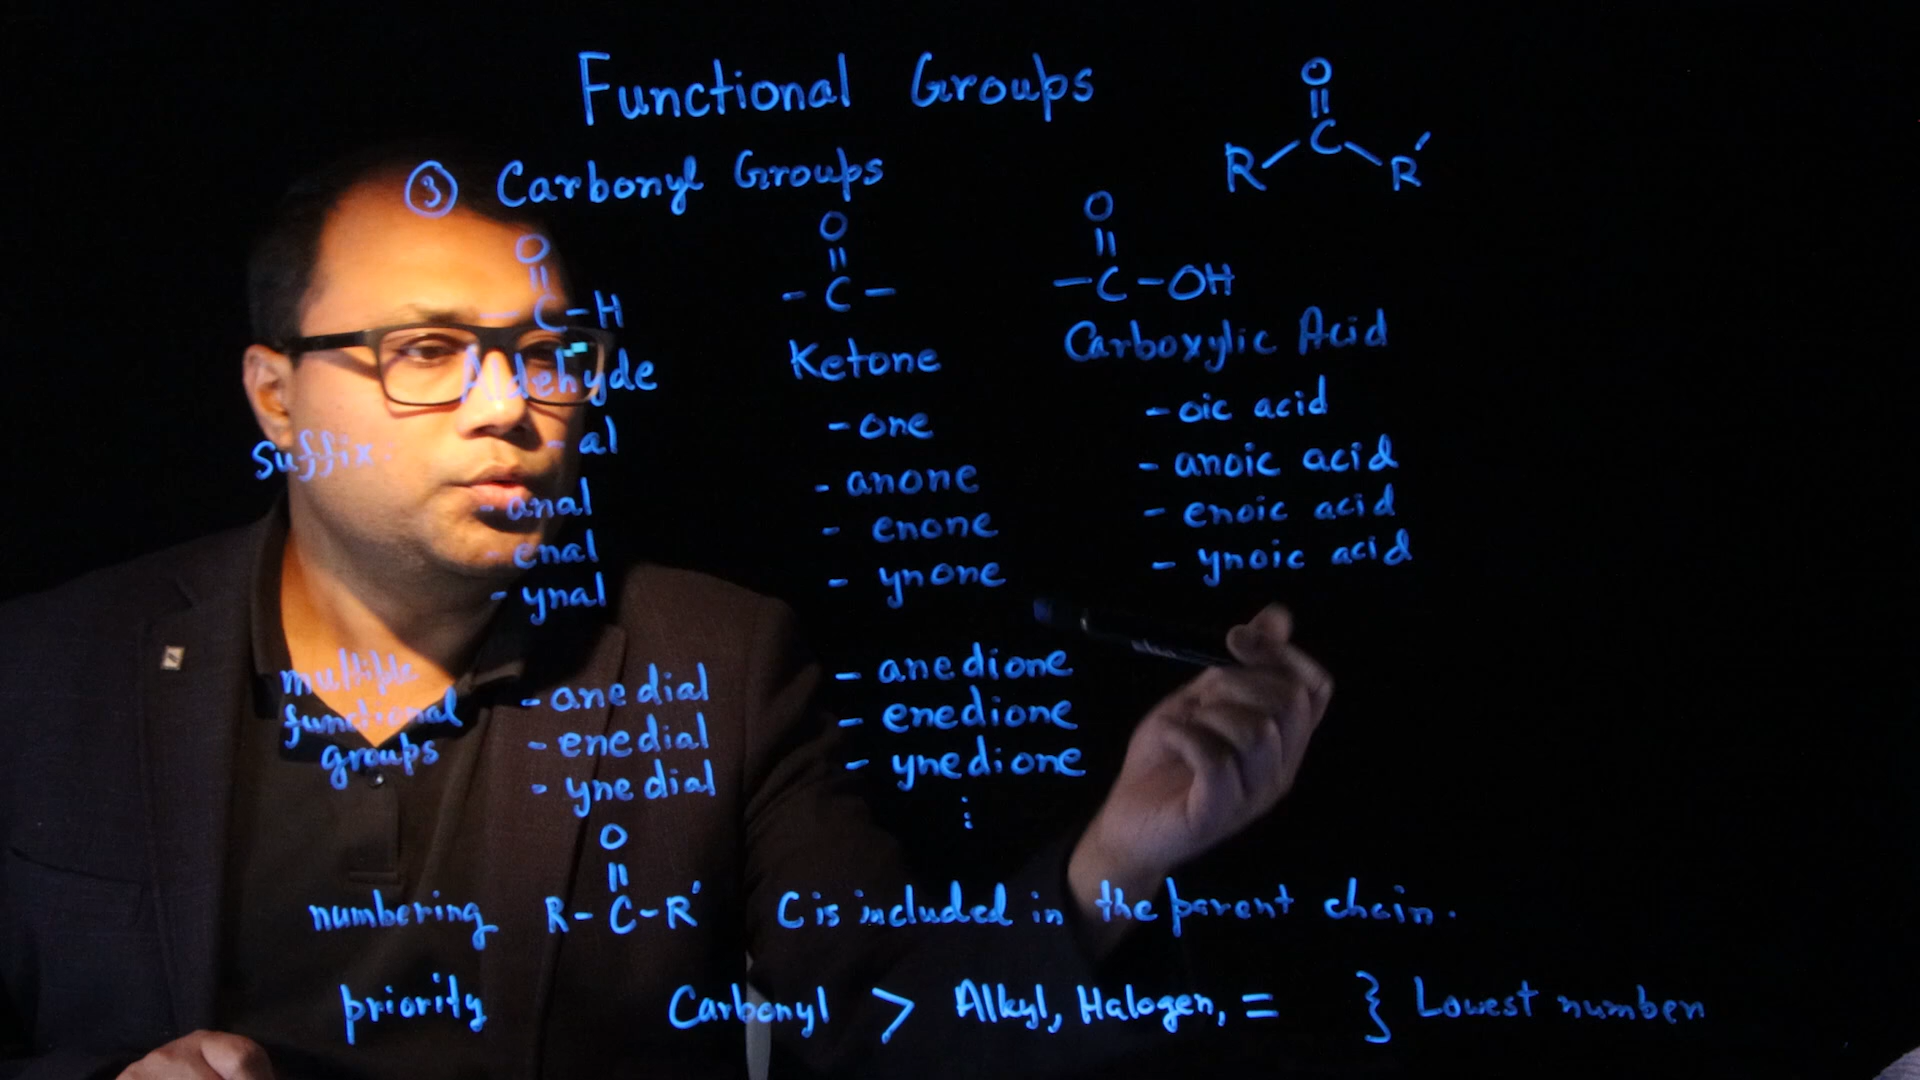 Functional Groups
O
||
R C R'
③ Carbonyl Groups
O
||
- C - H
O
||
- C -
O
||
- C - OH
Aldehyde Ketone Carboxylic Acid
Suffix: - al - one - oic acid
- anal - anone - anoic acid
- enal - enone - enoic acid
- ynal - ynone - ynoic acid
multiple functional groups
- anedial - anedione
- enedial - enedione
- ynedial - ynedione
⋮
O
||
numbering R - C - R' C is included in the parent chain.
priority Carbonyl > Alkyl, Halogen, = } Lowest number